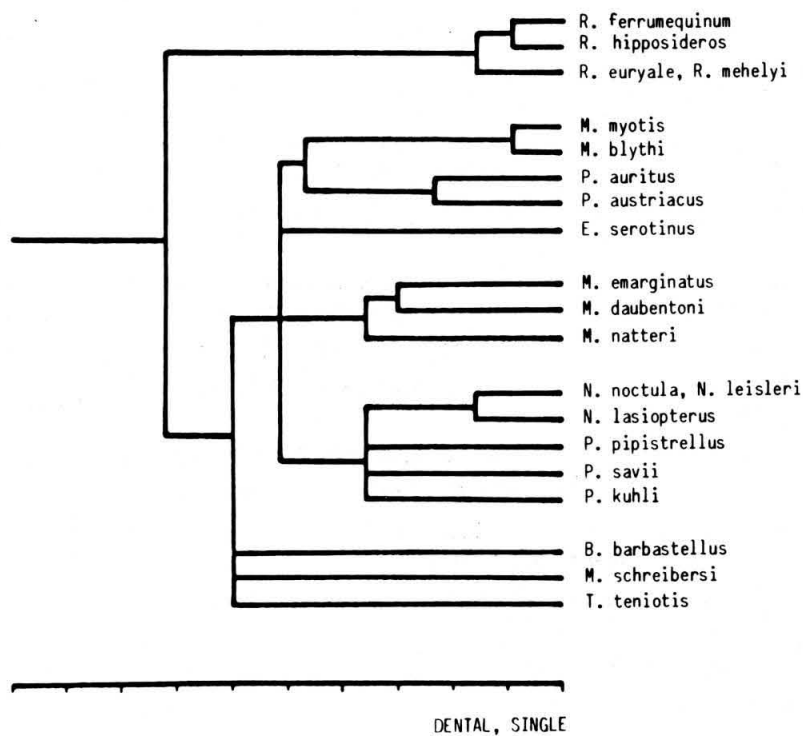 R. ferrumequinum
R. hipposideros
R. euryale, R. mehelyi
M. myotis
M. blythi
P. auritus
P. austriacus
E. serotinus
M. emarginatus
M. daubentoni
M. natteri
N. noctula, N. leisleri
N. lasiopterus
P. pipistrellus
P. savii
P. kuhli
B. barbastellus
M. schreibersi
T. teniotis
DENTAL, SINGLE